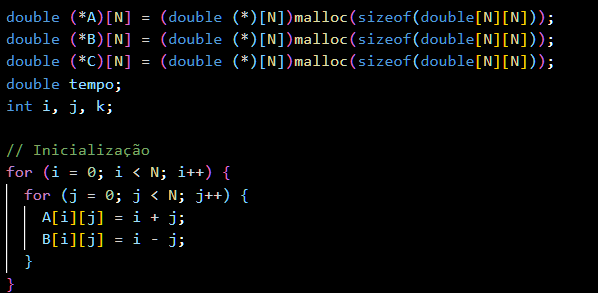 double (*A)[N] = (double (*)[N])malloc(sizeof(double[N][N]));
double (*B)[N] = (double (*)[N])malloc(sizeof(double[N][N]));
double (*C)[N] = (double (*)[N])malloc(sizeof(double[N][N]));
double tempo;
int i, j, k;

// Inicialização
for (i = 0; i < N; i++) {
  for (j = 0; j < N; j++) {
    A[i][j] = i + j;
    B[i][j] = i - j;
  }
}